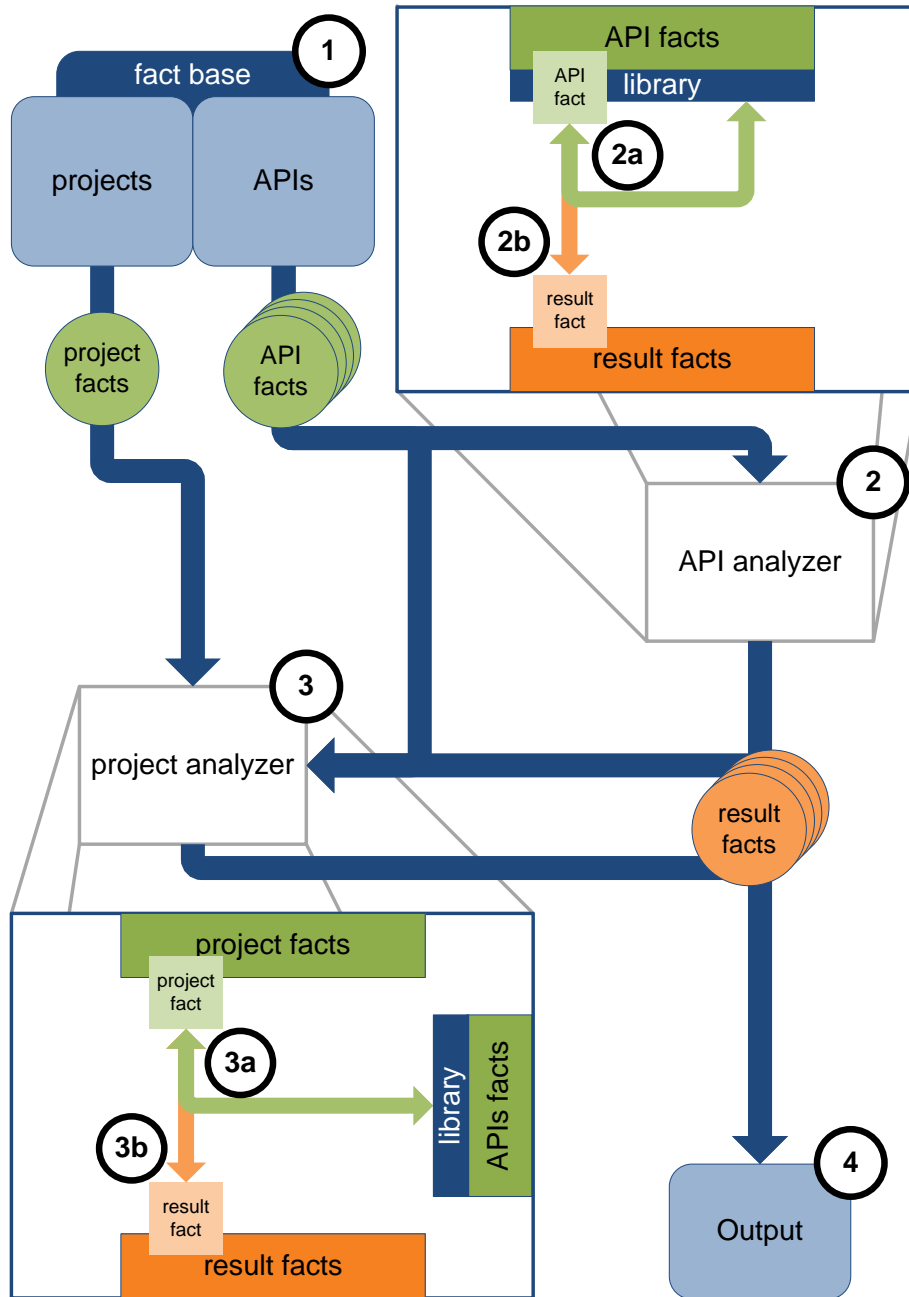 1
fact base
projects
APIs
project
facts
API
facts
API facts
library
API
fact
2a
2b
result
fact
result facts
2
API analyzer
3
project analyzer
result
facts
project facts
project
fact
3a
library
APIs facts
3b
result
fact
result facts
4
Output